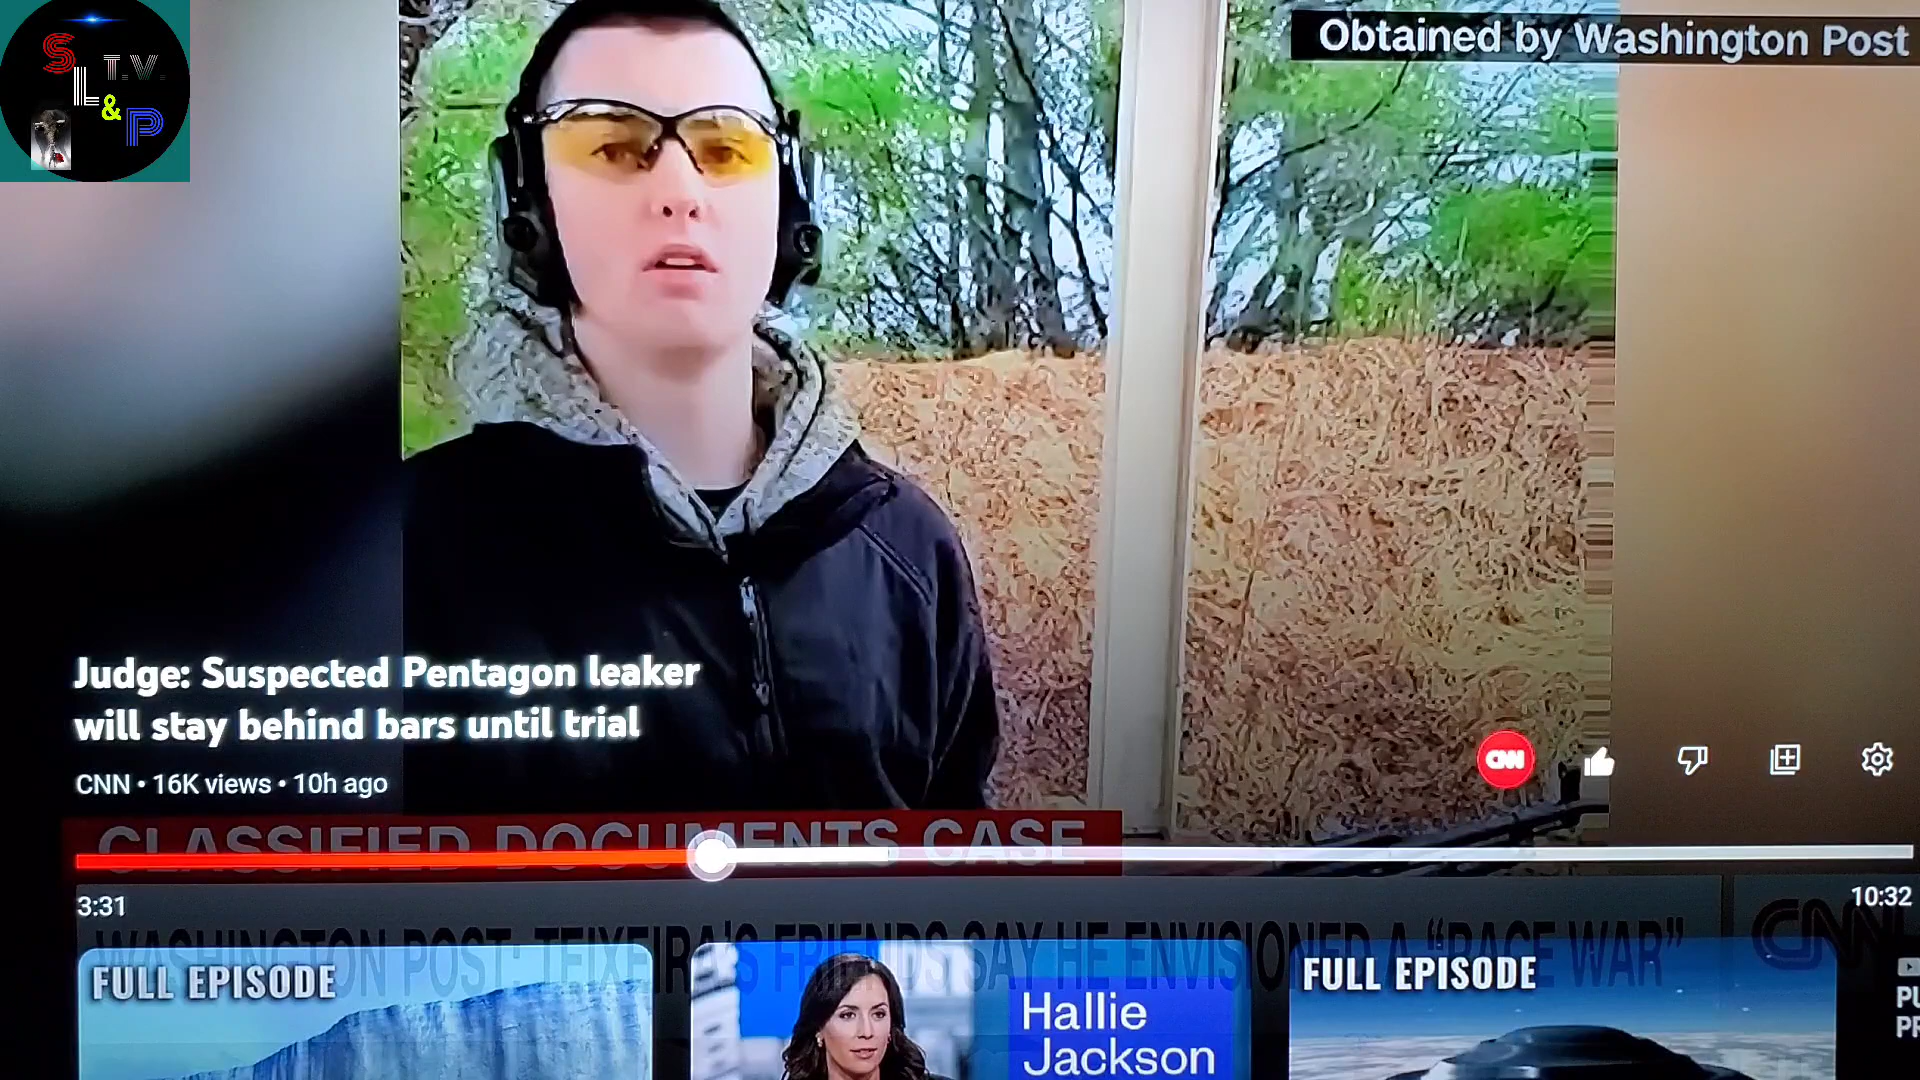 S T.V.
L
&
P
Obtained by Washington Post
Judge: Suspected Pentagon leaker
will stay behind bars until trial
CNN • 16K views • 10h ago
CNN
CLASSIFIED DOCUMENTS CASE
3:31
10:32
WASHINGTON POST: TEIXEIRA'S FRIENDS SAY HE ENVISIONED A "RACE WAR"
CNN
FULL EPISODE
Hallie
Jackson
FULL EPISODE